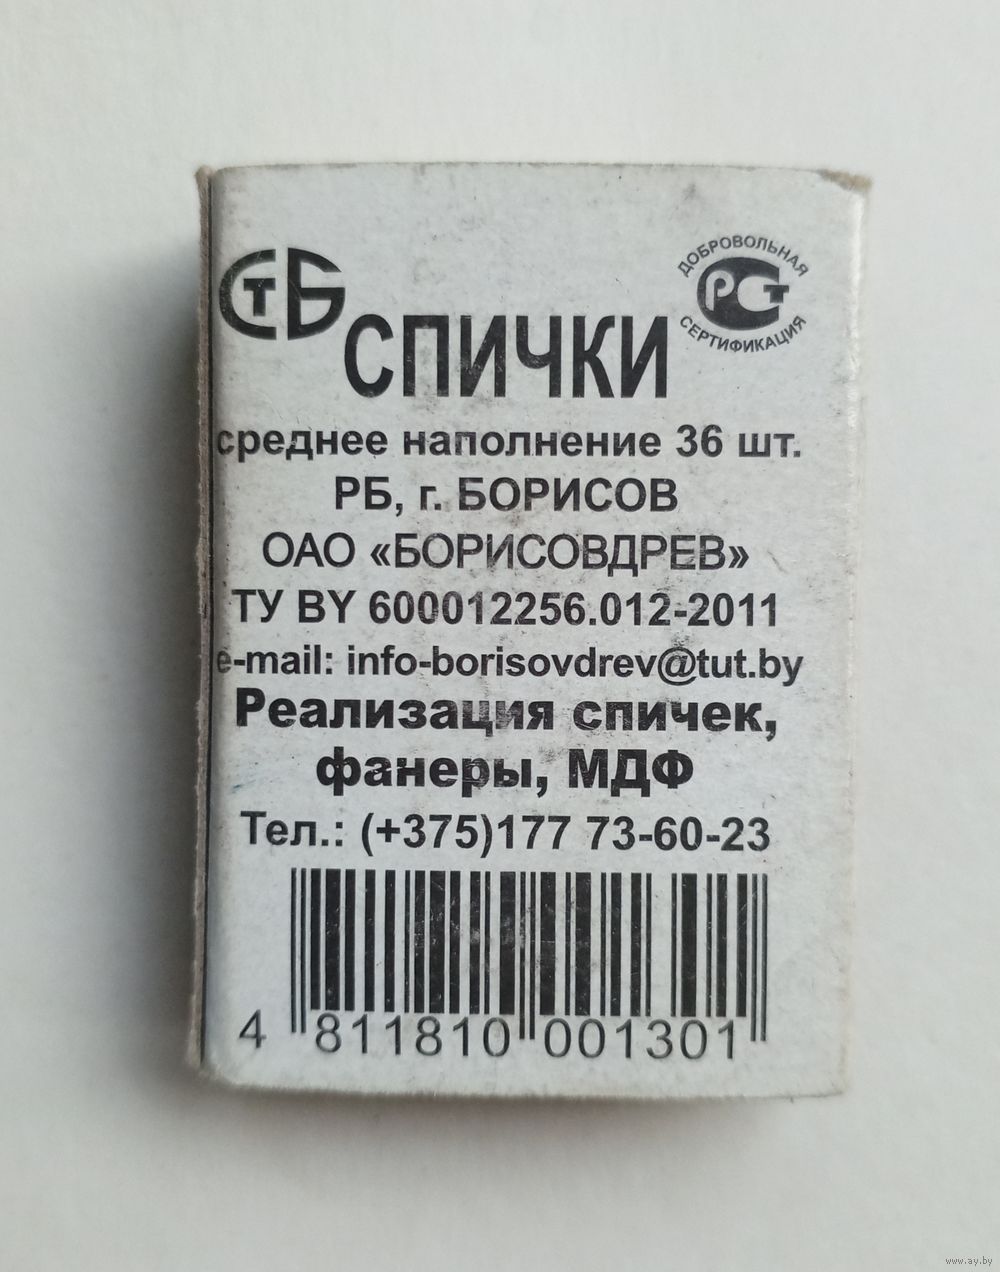 СТБ
ДОБРОВОЛЬНАЯ
РСТ
СЕРТИФИКАЦИЯ
СПИЧКИ
среднее наполнение 36 шт.
РБ, г. БОРИСОВ
ОАО «БОРИСОВДРЕВ»
ТУ BY 600012256.012-2011
e-mail: info-borisovdrev@tut.by
Реализация спичек,
фанеры, МДФ
Тел.: (+375)177 73-60-23
4 811810 001301
www.ay.by